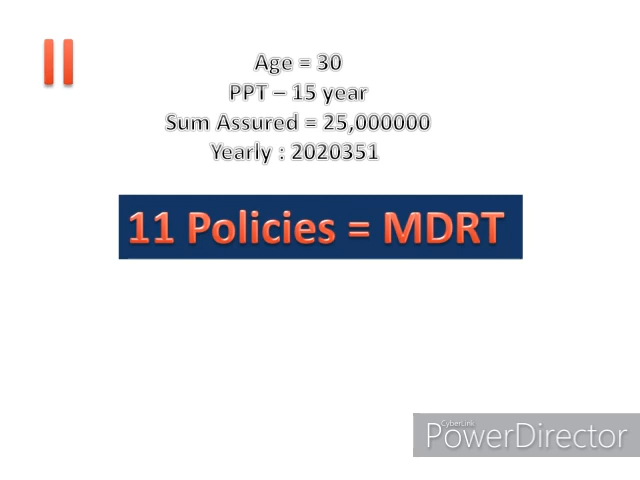 II
Age = 30
PPT – 15 year
Sum Assured = 25,000000
Yearly : 2020351
11 Policies = MDRT
CyberLink
PowerDirector